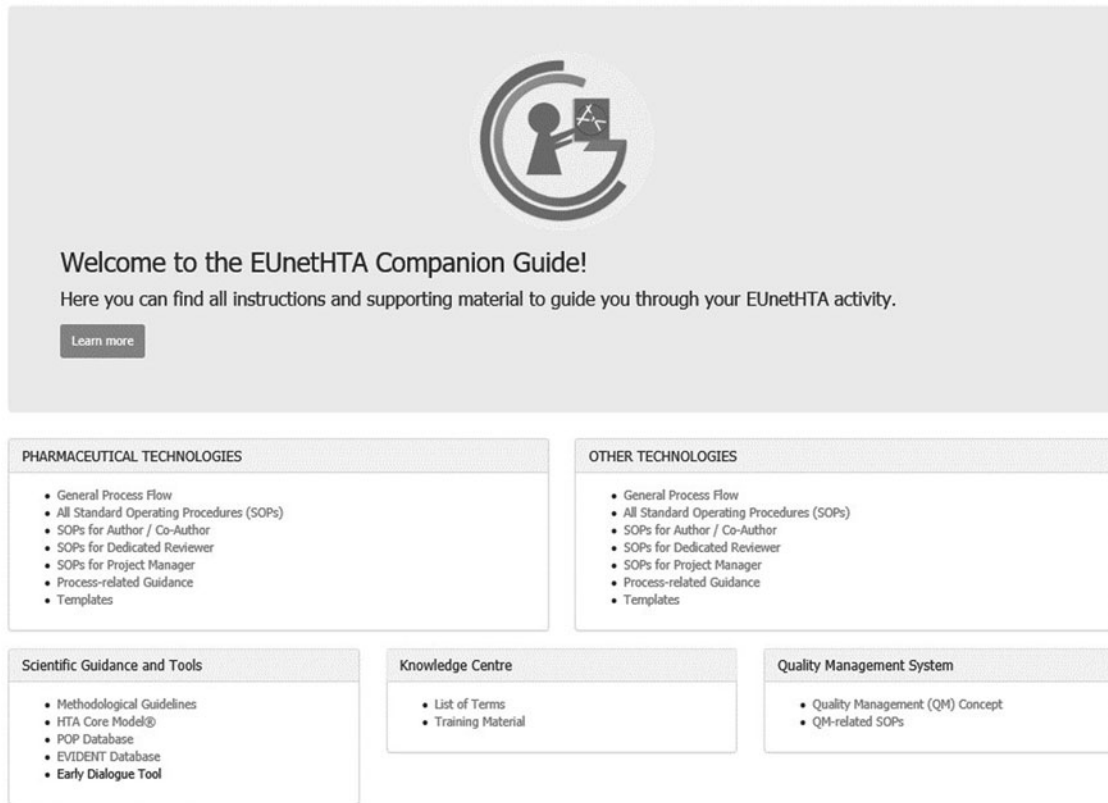 Welcome to the EUnetHTA Companion Guide!
Here you can find all instructions and supporting material to guide you through your EUnetHTA activity.
Learn more
PHARMACEUTICAL TECHNOLOGIES
• General Process Flow
• All Standard Operating Procedures (SOPs)
• SOPs for Author / Co-Author
• SOPs for Dedicated Reviewer
• SOPs for Project Manager
• Process-related Guidance
• Templates
OTHER TECHNOLOGIES
• General Process Flow
• All Standard Operating Procedures (SOPs)
• SOPs for Author / Co-Author
• SOPs for Dedicated Reviewer
• SOPs for Project Manager
• Process-related Guidance
• Templates
Scientific Guidance and Tools
• Methodological Guidelines
• HTA Core Model®
• POP Database
• EVIDENT Database
• Early Dialogue Tool
Knowledge Centre
• List of Terms
• Training Material
Quality Management System
• Quality Management (QM) Concept
• QM-related SOPs